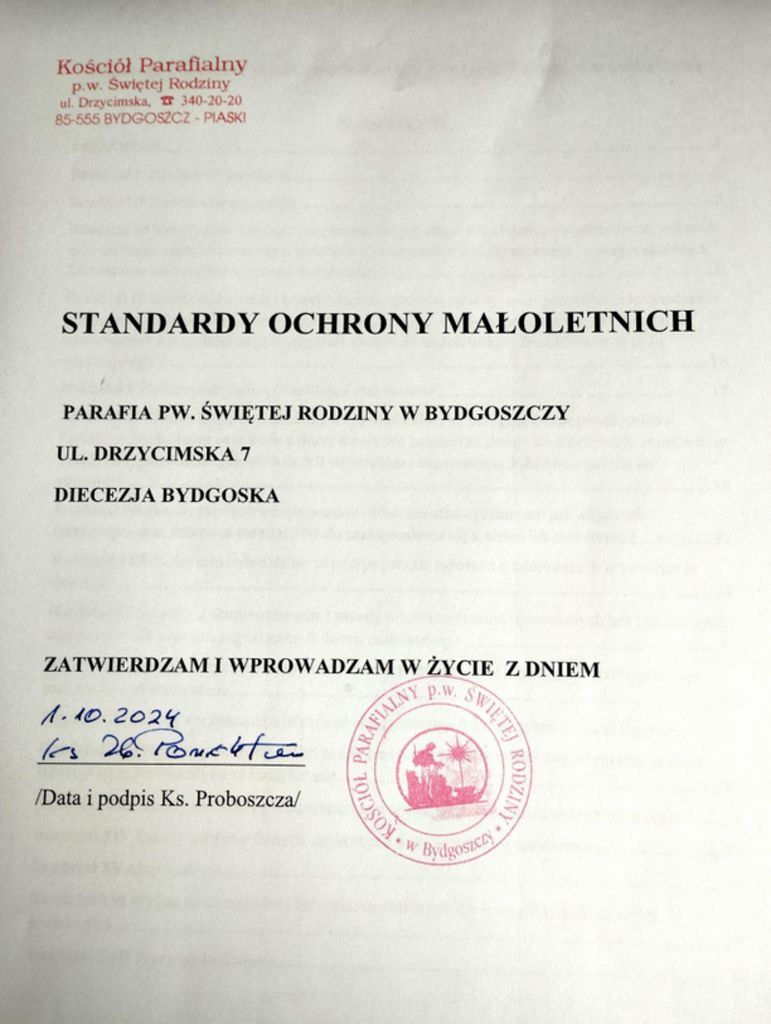 Kościół Parafialny
p.w. Świętej Rodziny
ul. Drzycimska, ☎ 340-20-20
85-555 BYDGOSZCZ - PIASKI
STANDARDY OCHRONY MAŁOLETNICH
PARAFIA PW. ŚWIĘTEJ RODZINY W BYDGOSZCZY
UL. DRZYCIMSKA 7
DIECEZJA BYDGOSKA
ZATWIERDZAM I WPROWADZAM W ŻYCIE Z DNIEM
1.10.2024
Ks Zb.
/Data i podpis Ks. Proboszcza/
KOŚCIÓŁ PARAFIALNY p.w. ŚWIĘTEJ RODZINY
• w Bydgoszczy •